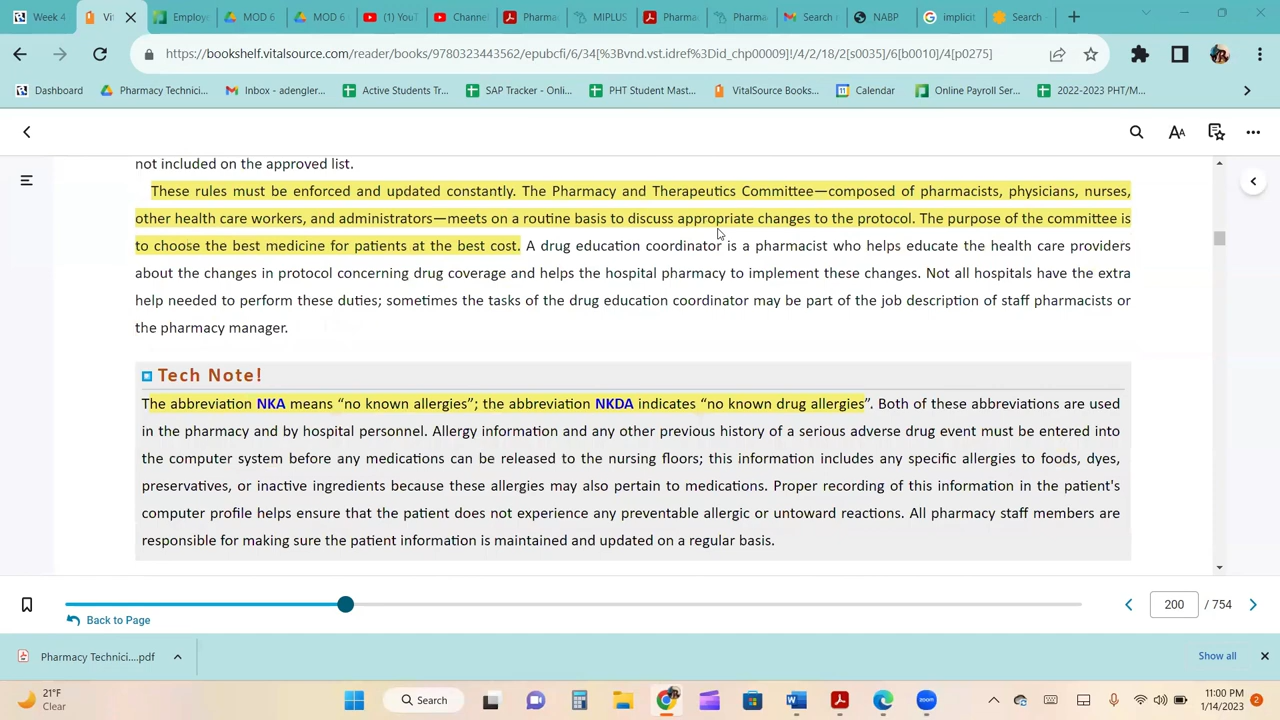 Week 4
Vit
Employe
MOD 6
MOD 6
(1) You
Channel
Pharma
MIPLUS
Pharma
Pharma
Search
NABP
implicit
Search
https://bookshelf.vitalsource.com/reader/books/9780323443562/epubcfi/6/34[%3Bvnd.vst.idref%3Did_chp00009]!/4/2/18/2[s0035]/6[b0010]/4[p0275]
Dashboard
Pharmacy Technici...
Inbox - adengler...
Active Students Tr...
SAP Tracker - Onli...
PHT Student Mast...
VitalSource Books...
Calendar
Online Payroll Ser...
2022-2023 PHT/M...
not included on the approved list.
These rules must be enforced and updated constantly. The Pharmacy and Therapeutics Committee—composed of pharmacists, physicians, nurses,
other health care workers, and administrators—meets on a routine basis to discuss appropriate changes to the protocol. The purpose of the committee is
to choose the best medicine for patients at the best cost. A drug education coordinator is a pharmacist who helps educate the health care providers
about the changes in protocol concerning drug coverage and helps the hospital pharmacy to implement these changes. Not all hospitals have the extra
help needed to perform these duties; sometimes the tasks of the drug education coordinator may be part of the job description of staff pharmacists or
the pharmacy manager.
Tech Note!
The abbreviation NKA means “no known allergies”; the abbreviation NKDA indicates “no known drug allergies”. Both of these abbreviations are used
in the pharmacy and by hospital personnel. Allergy information and any other previous history of a serious adverse drug event must be entered into
the computer system before any medications can be released to the nursing floors; this information includes any specific allergies to foods, dyes,
preservatives, or inactive ingredients because these allergies may also pertain to medications. Proper recording of this information in the patient's
computer profile helps ensure that the patient does not experience any preventable allergic or untoward reactions. All pharmacy staff members are
responsible for making sure the patient information is maintained and updated on a regular basis.
200 / 754
Back to Page
Pharmacy Technici....pdf
Show all
21°F
Clear
Search
11:00 PM
1/14/2023
2